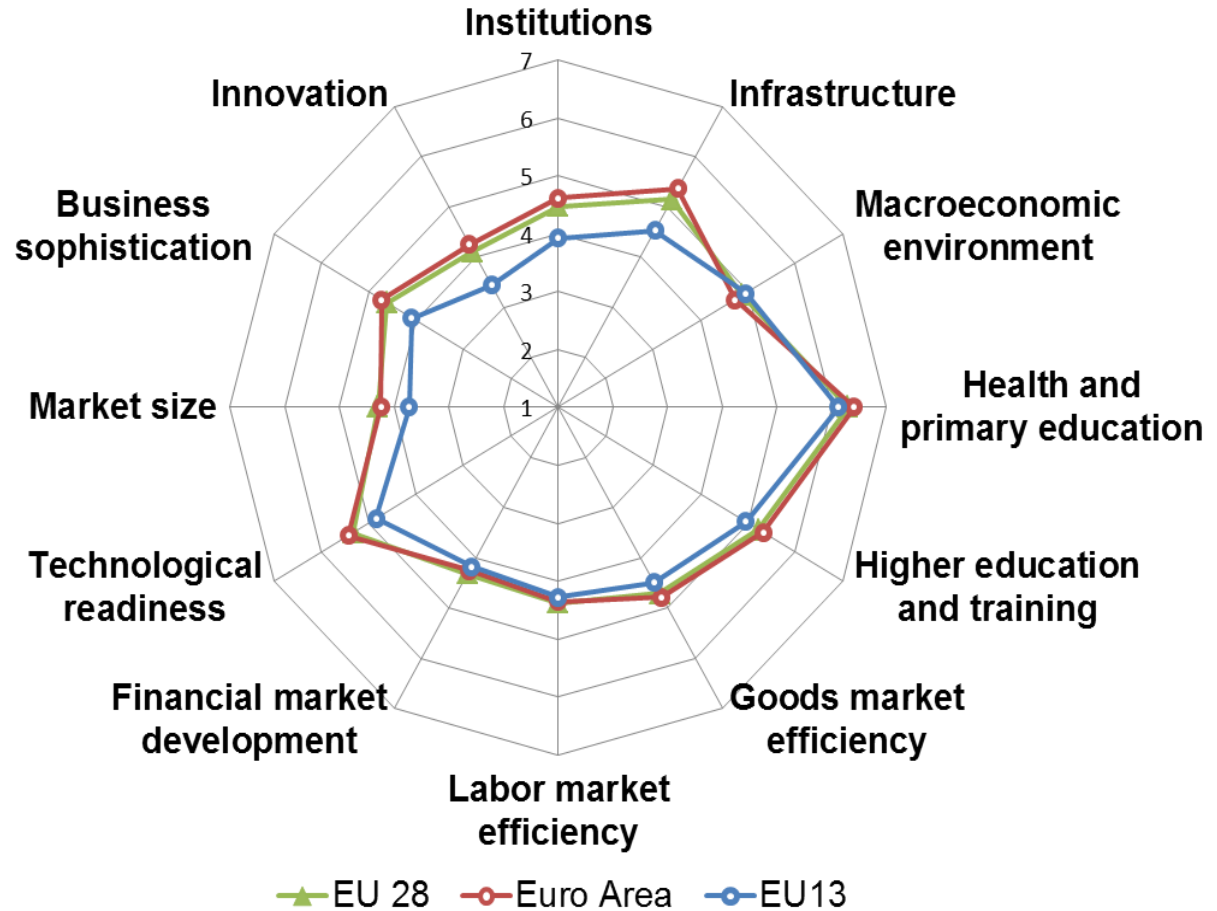 Institutions
7
Innovation
Infrastructure
6
5
Business
sophistication
Macroeconomic
environment
4
3
2
Market size
1
Health and
primary education
Technological
readiness
Higher education
and training
Financial market
development
Goods market
efficiency
Labor market
efficiency
EU 28
Euro Area
EU13